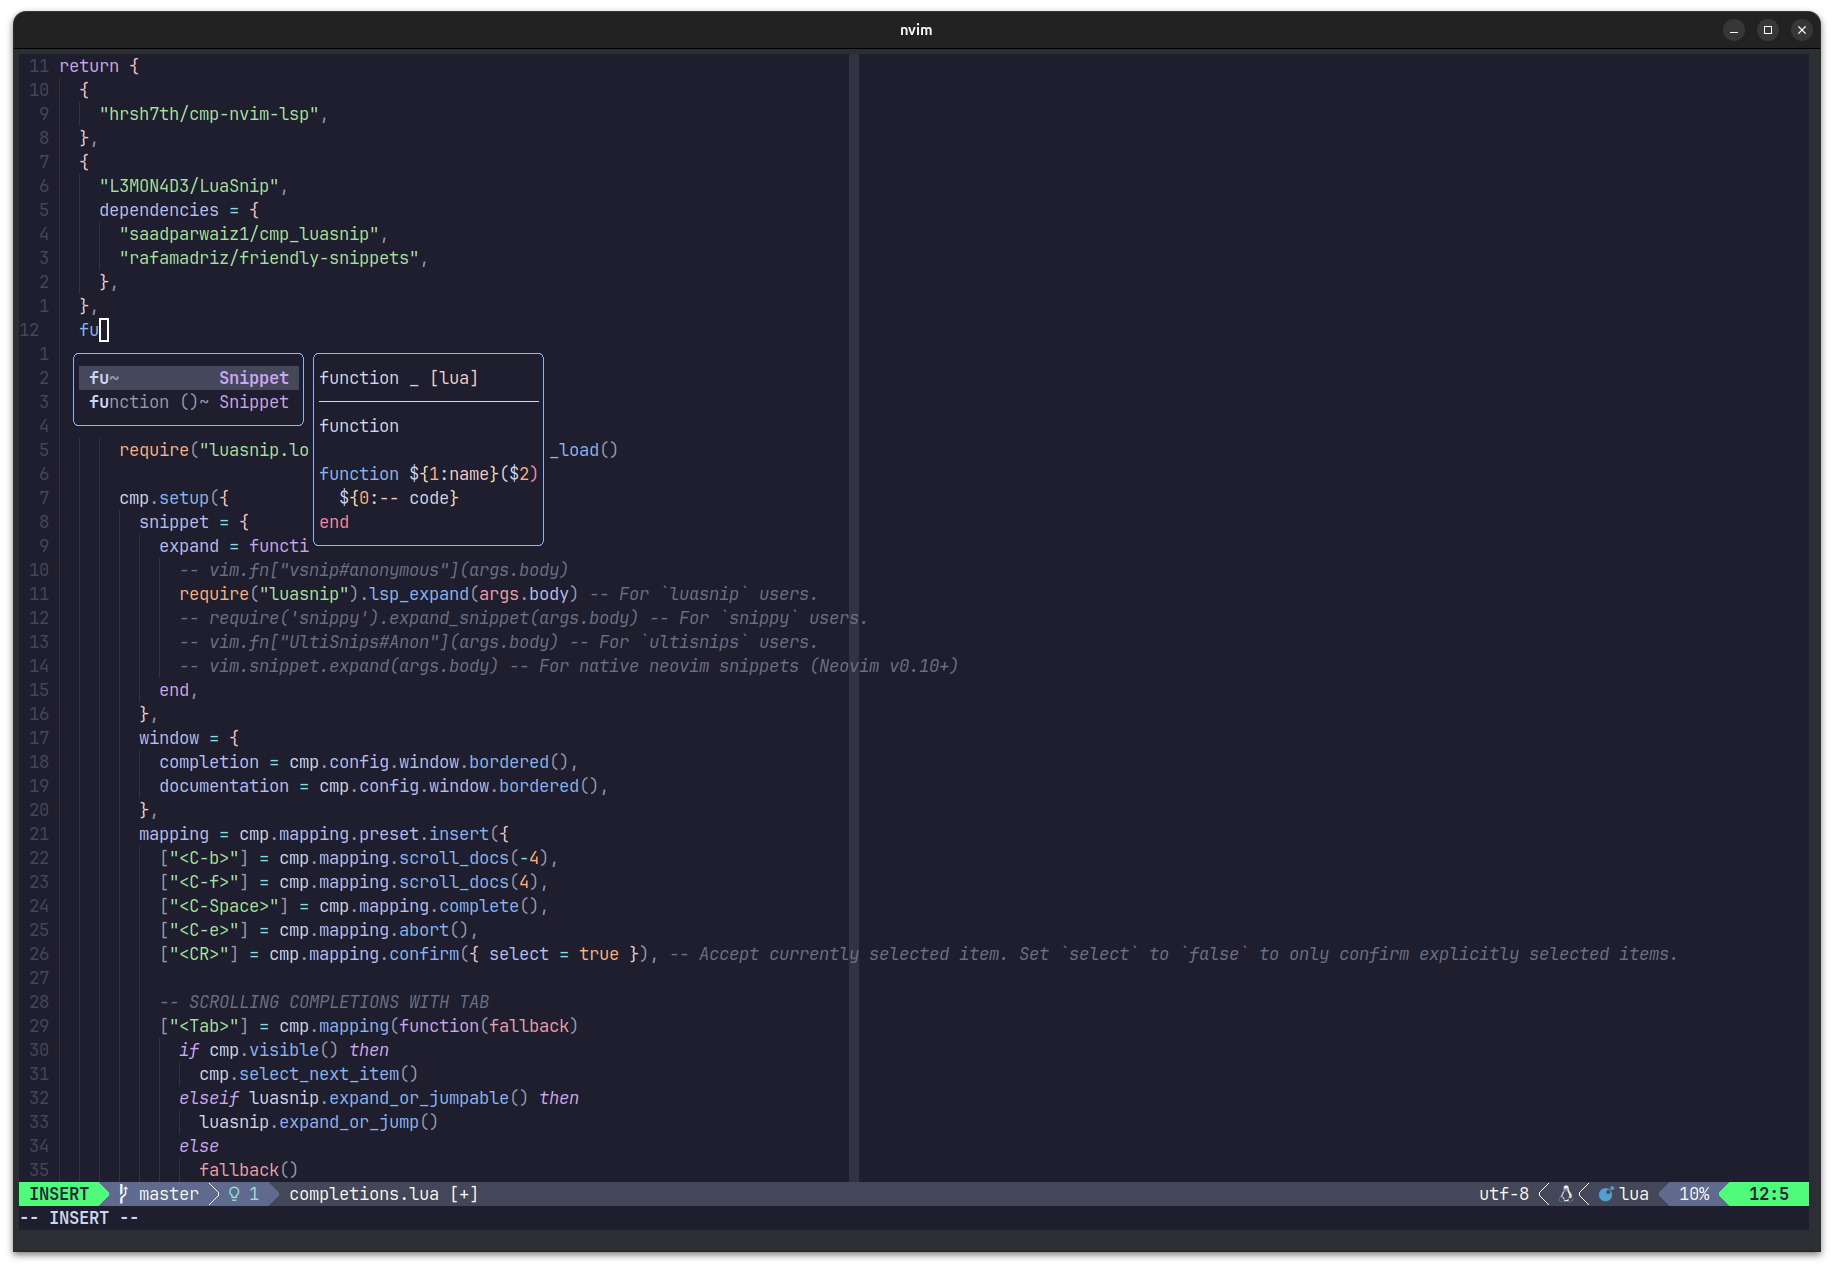 nvim
11 return {
10 {
9 "hrsh7th/cmp-nvim-lsp",
8 },
7 {
6 "L3MON4D3/LuaSnip",
5 dependencies = {
4 "saadparwaiz1/cmp_luasnip",
3 "rafamadriz/friendly-snippets",
2 },
1 },
12 fu
1
2 fu~ Snippet function _ [lua]
3 function ()~ Snippet
4 function
5 require("luasnip.lo _load()
6 function ${1:name}($2)
7 cmp.setup({ ${0:-- code}
8 snippet = { end
9 expand = functi
10 -- vim.fn["vsnip#anonymous"](args.body)
11 require("luasnip").lsp_expand(args.body) -- For `luasnip` users.
12 -- require('snippy').expand_snippet(args.body) -- For `snippy` users.
13 -- vim.fn["UltiSnips#Anon"](args.body) -- For `ultisnips` users.
14 -- vim.snippet.expand(args.body) -- For native neovim snippets (Neovim v0.10+)
15 end,
16 },
17 window = {
18 completion = cmp.config.window.bordered(),
19 documentation = cmp.config.window.bordered(),
20 },
21 mapping = cmp.mapping.preset.insert({
22 ["<C-b>"] = cmp.mapping.scroll_docs(-4),
23 ["<C-f>"] = cmp.mapping.scroll_docs(4),
24 ["<C-Space>"] = cmp.mapping.complete(),
25 ["<C-e>"] = cmp.mapping.abort(),
26 ["<CR>"] = cmp.mapping.confirm({ select = true }), -- Accept currently selected item. Set `select` to `false` to only confirm explicitly selected items.
27
28 -- SCROLLING COMPLETIONS WITH TAB
29 ["<Tab>"] = cmp.mapping(function(fallback)
30 if cmp.visible() then
31 cmp.select_next_item()
32 elseif luasnip.expand_or_jumpable() then
33 luasnip.expand_or_jump()
34 else
35 fallback()
INSERT master 1 completions.lua [+] utf-8 lua 10% 12:5
-- INSERT --